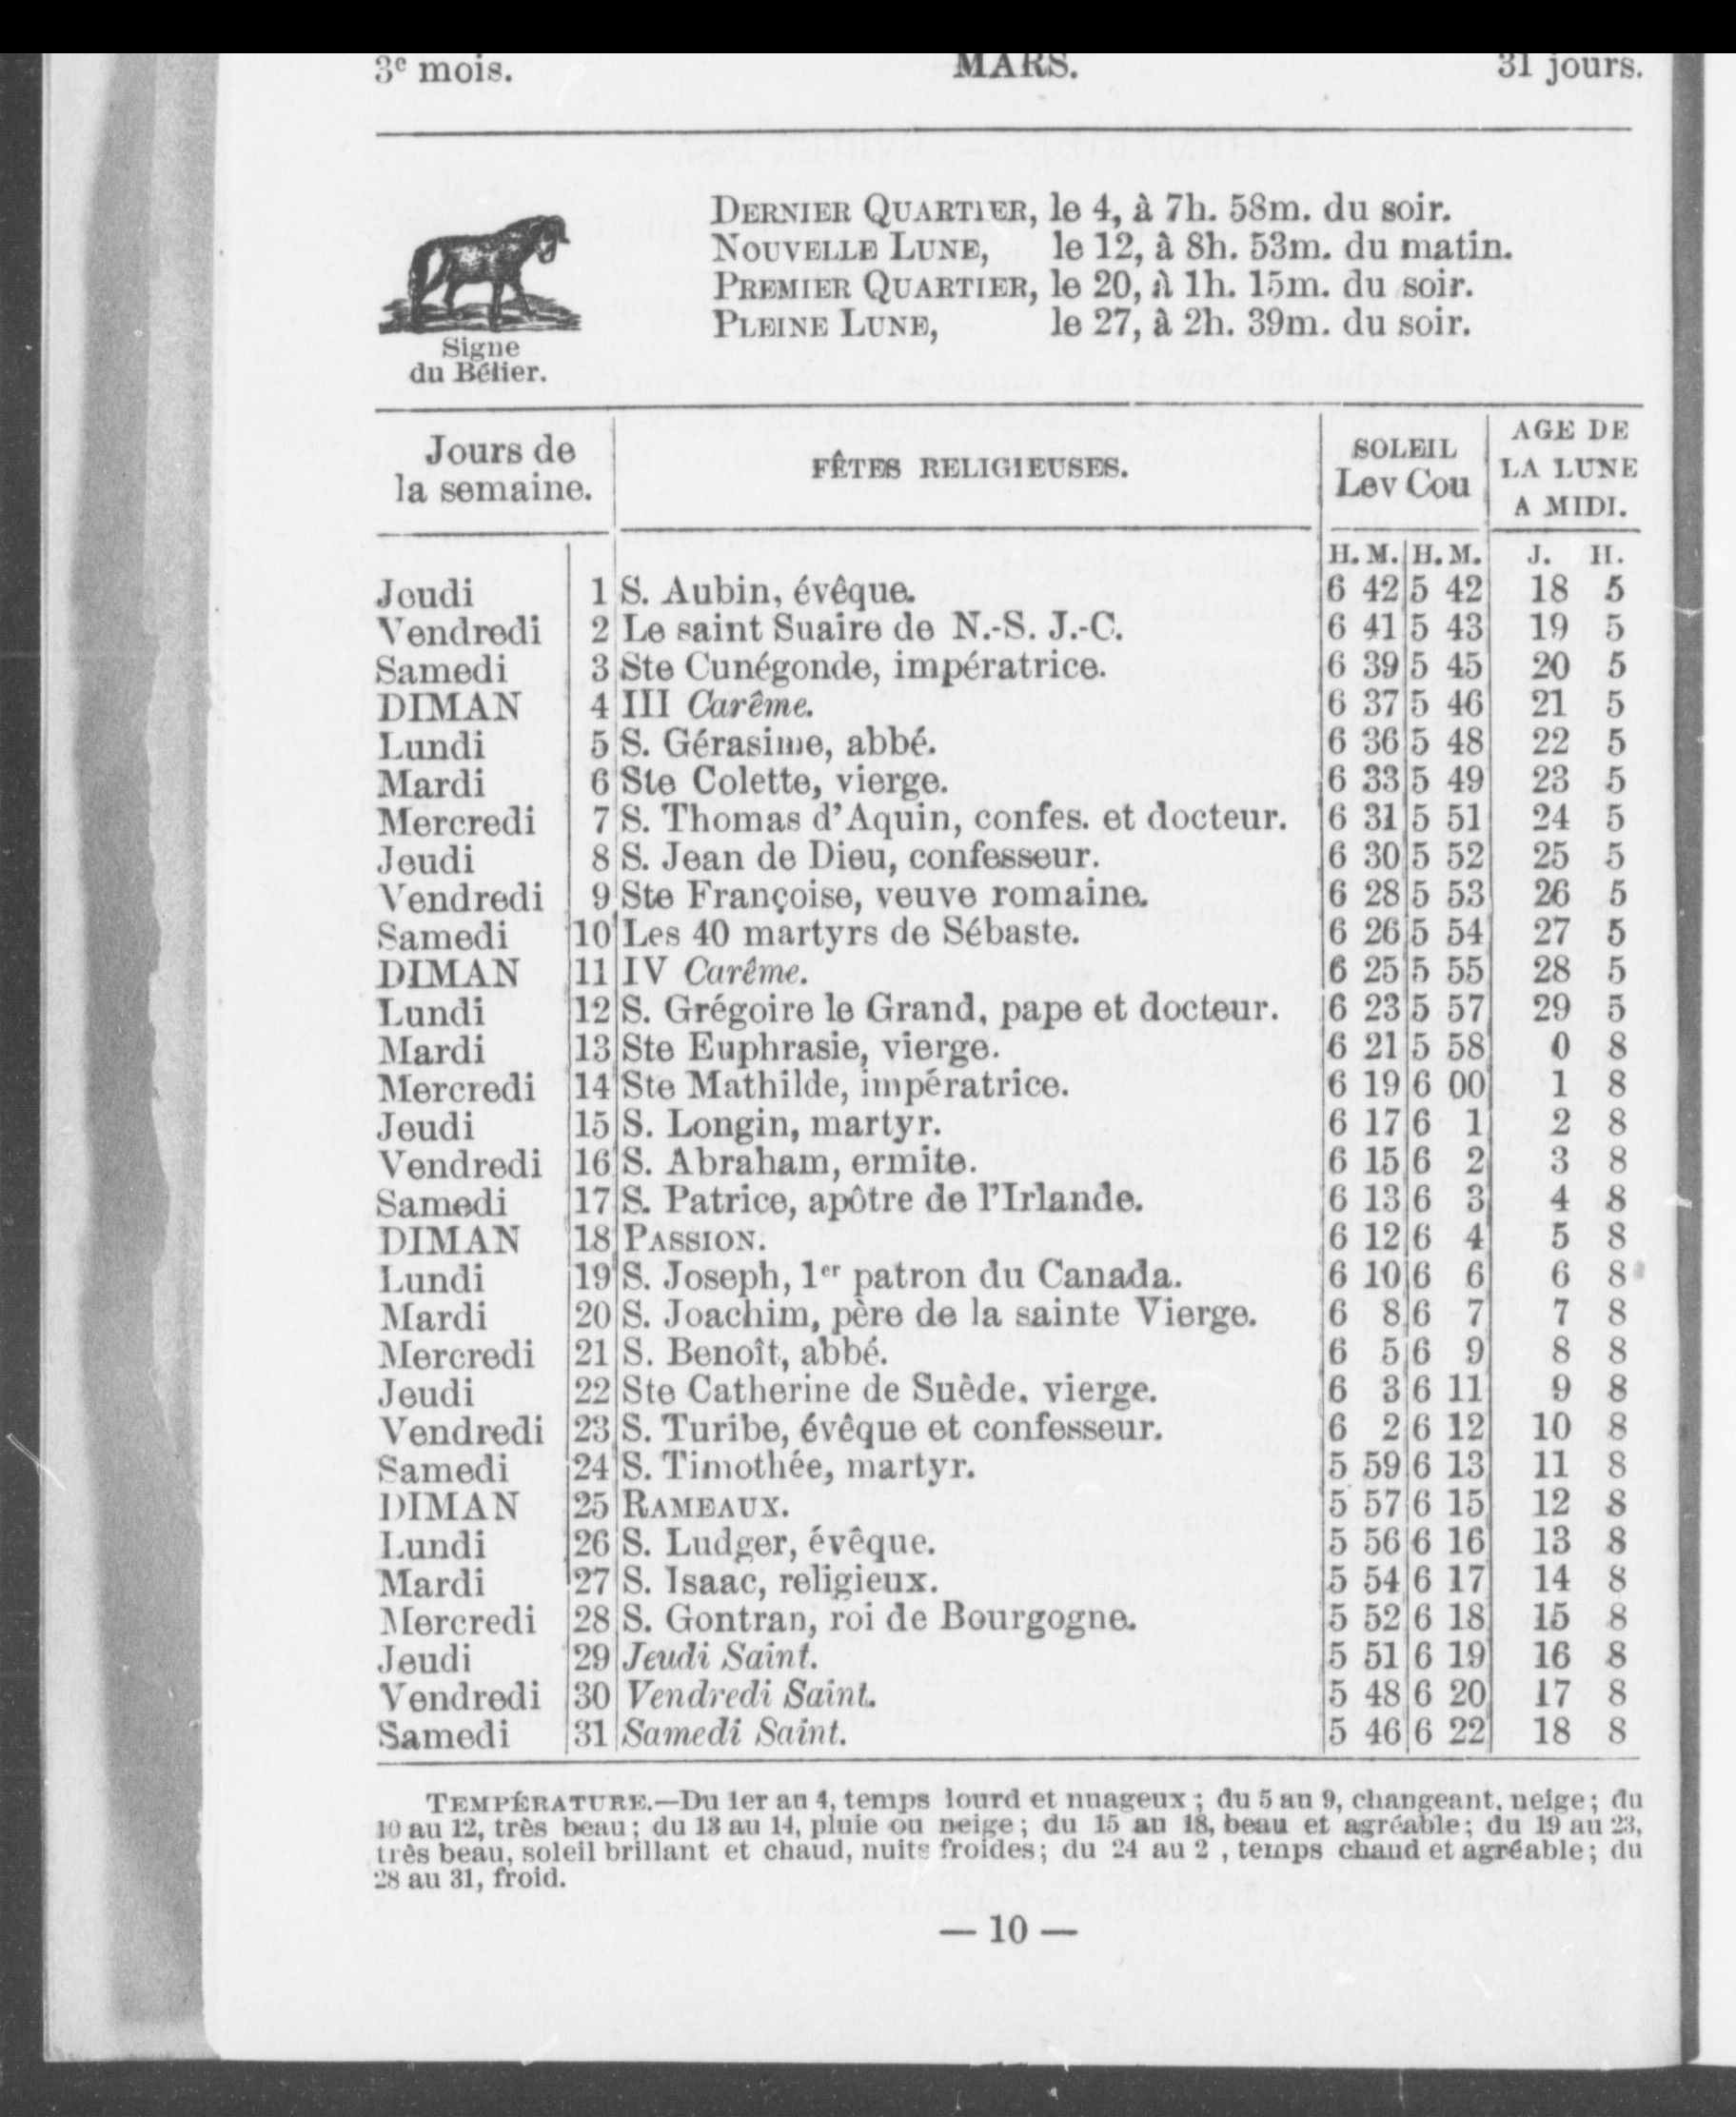 3e mois. MARS. 31 jours.
DERNIER QUARTIER, le 4, à 7h. 58m. du soir.
NOUVELLE LUNE, le 12, à 8h. 53m. du matin.
PREMIER QUARTIER, le 20, à 1h. 15m. du soir.
PLEINE LUNE, le 27, à 2h. 39m. du soir.
Signe
du Bélier.
Jours de
la semaine.
FÊTES RELIGIEUSES.
SOLEIL
Lev Cou
AGE DE
LA LUNE
A MIDI.
H. M. H. M. J. H.
Jeudi 1 S. Aubin, évêque. 6 42 5 42 18 5
Vendredi 2 Le saint Suaire de N.-S. J.-C. 6 41 5 43 19 5
Samedi 3 Ste Cunégonde, impératrice. 6 39 5 45 20 5
DIMAN 4 III Carême. 6 37 5 46 21 5
Lundi 5 S. Gérasime, abbé. 6 36 5 48 22 5
Mardi 6 Ste Colette, vierge. 6 33 5 49 23 5
Mercredi 7 S. Thomas d'Aquin, confes. et docteur. 6 31 5 51 24 5
Jeudi 8 S. Jean de Dieu, confesseur. 6 30 5 52 25 5
Vendredi 9 Ste Françoise, veuve romaine. 6 28 5 53 26 5
Samedi 10 Les 40 martyrs de Sébaste. 6 26 5 54 27 5
DIMAN 11 IV Carême. 6 25 5 55 28 5
Lundi 12 S. Grégoire le Grand, pape et docteur. 6 23 5 57 29 5
Mardi 13 Ste Euphrasie, vierge. 6 21 5 58 0 8
Mercredi 14 Ste Mathilde, impératrice. 6 19 6 00 1 8
Jeudi 15 S. Longin, martyr. 6 17 6 1 2 8
Vendredi 16 S. Abraham, ermite. 6 15 6 2 3 8
Samedi 17 S. Patrice, apôtre de l'Irlande. 6 13 6 3 4 8
DIMAN 18 PASSION. 6 12 6 4 5 8
Lundi 19 S. Joseph, 1er patron du Canada. 6 10 6 6 6 8
Mardi 20 S. Joachim, père de la sainte Vierge. 6 8 6 7 7 8
Mercredi 21 S. Benoît, abbé. 6 5 6 9 8 8
Jeudi 22 Ste Catherine de Suède, vierge. 6 3 6 11 9 8
Vendredi 23 S. Turibe, évêque et confesseur. 6 2 6 12 10 8
Samedi 24 S. Timothée, martyr. 5 59 6 13 11 8
DIMAN 25 RAMEAUX. 5 57 6 15 12 8
Lundi 26 S. Ludger, évêque. 5 56 6 16 13 8
Mardi 27 S. Isaac, religieux. 5 54 6 17 14 8
Mercredi 28 S. Gontran, roi de Bourgogne. 5 52 6 18 15 8
Jeudi 29 Jeudi Saint. 5 51 6 19 16 8
Vendredi 30 Vendredi Saint. 5 48 6 20 17 8
Samedi 31 Samedi Saint. 5 46 6 22 18 8
TEMPÉRATURE.—Du 1er au 4, temps lourd et nuageux; du 5 au 9, changeant, neige; du
10 au 12, très beau; du 13 au 14, pluie ou neige; du 15 au 18, beau et agréable; du 19 au 23,
très beau, soleil brillant et chaud, nuits froides; du 24 au 2 , temps chaud et agréable; du
28 au 31, froid.
— 10 —